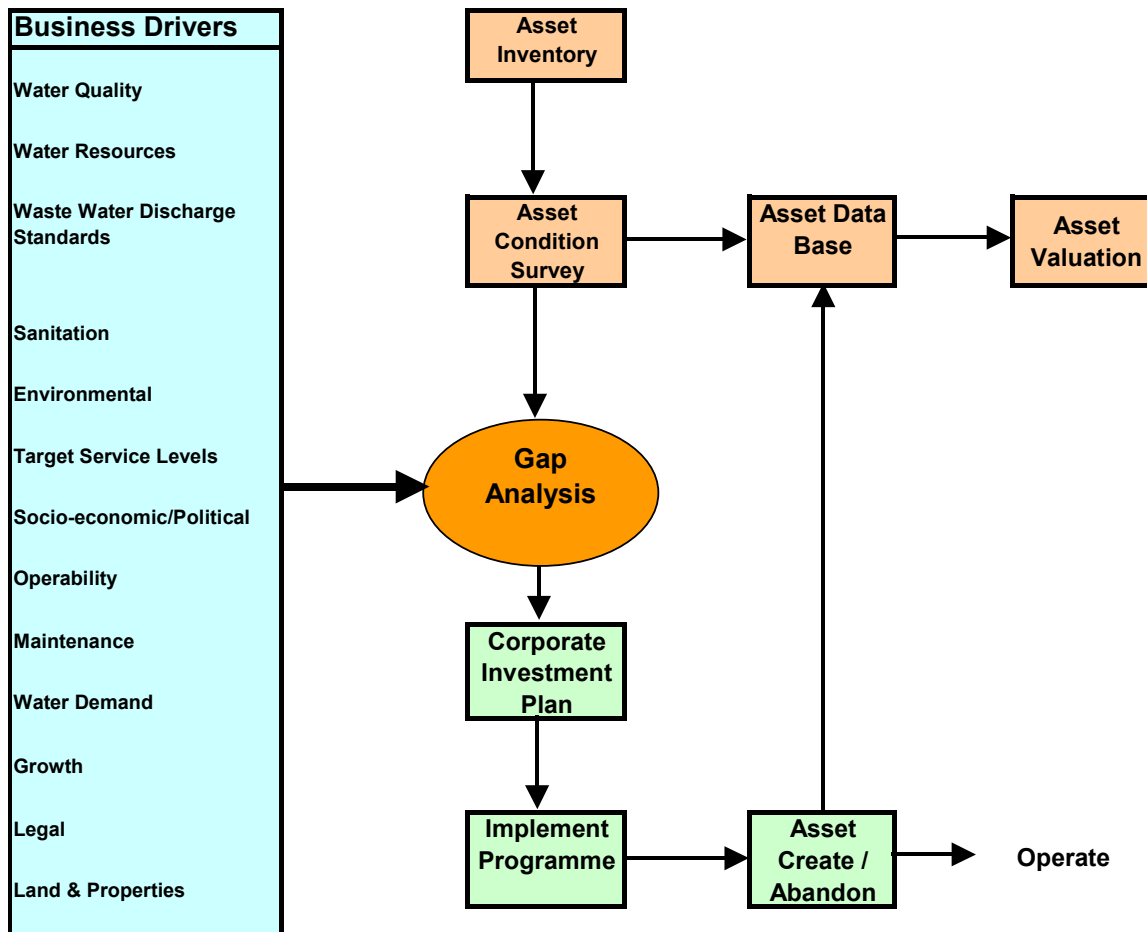 Business Drivers
Water Quality
Water Resources
Waste Water Discharge
Standards
Sanitation
Environmental
Target Service Levels
Socio-economic/Political
Operability
Maintenance
Water Demand
Growth
Legal
Land & Properties
Asset
Inventory
Asset
Condition
Survey
Asset Data
Base
Asset
Valuation
Gap
Analysis
Corporate
Investment
Plan
Implement
Programme
Asset
Create /
Abandon
Operate